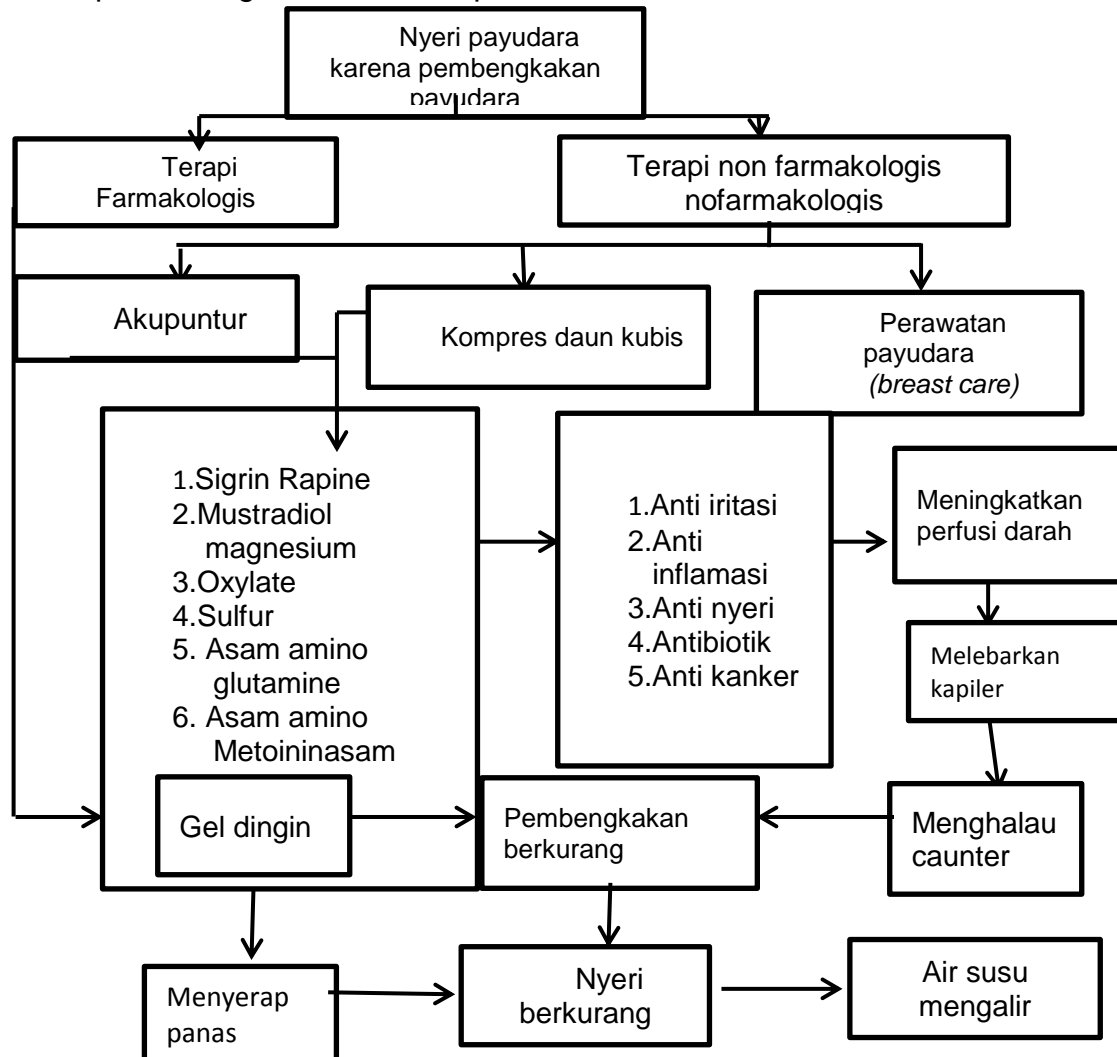 Nyeri payudara
karena pembengkakan
payudara
Terapi
Farmakologis
Terapi non farmakologis
nofarmakologis
Akupuntur
Kompres daun kubis
Perawatan
payudara
(breast care)
1.Sigrin Rapine
2.Mustradiol
magnesium
3.Oxylate
4.Sulfur
5. Asam amino
glutamine
6. Asam amino
Metoininasam
1.Anti iritasi
2.Anti
inflamasi
3.Anti nyeri
4.Antibiotik
5.Anti kanker
Meningkatkan
perfusi darah
Melebarkan
kapiler
Gel dingin
Pembengkakan
berkurang
Menghalau
caunter
Menyerap
panas
Nyeri
berkurang
Air susu
mengalir